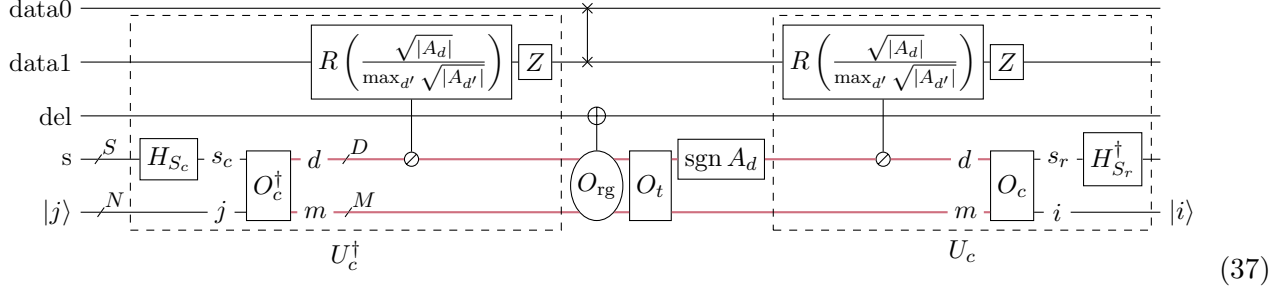 data0
data1 R ( √|A_d| / max_{d′} √|A_{d′}| ) Z R ( √|A_d| / max_{d′} √|A_{d′}| ) Z
del
s S H_{S_c} s_c O_c^† d D O_rg O_t sgn A_d d O_c s_r H_{S_r}^†
|j⟩ N j m M m i |i⟩
U_c^† U_c
(37)